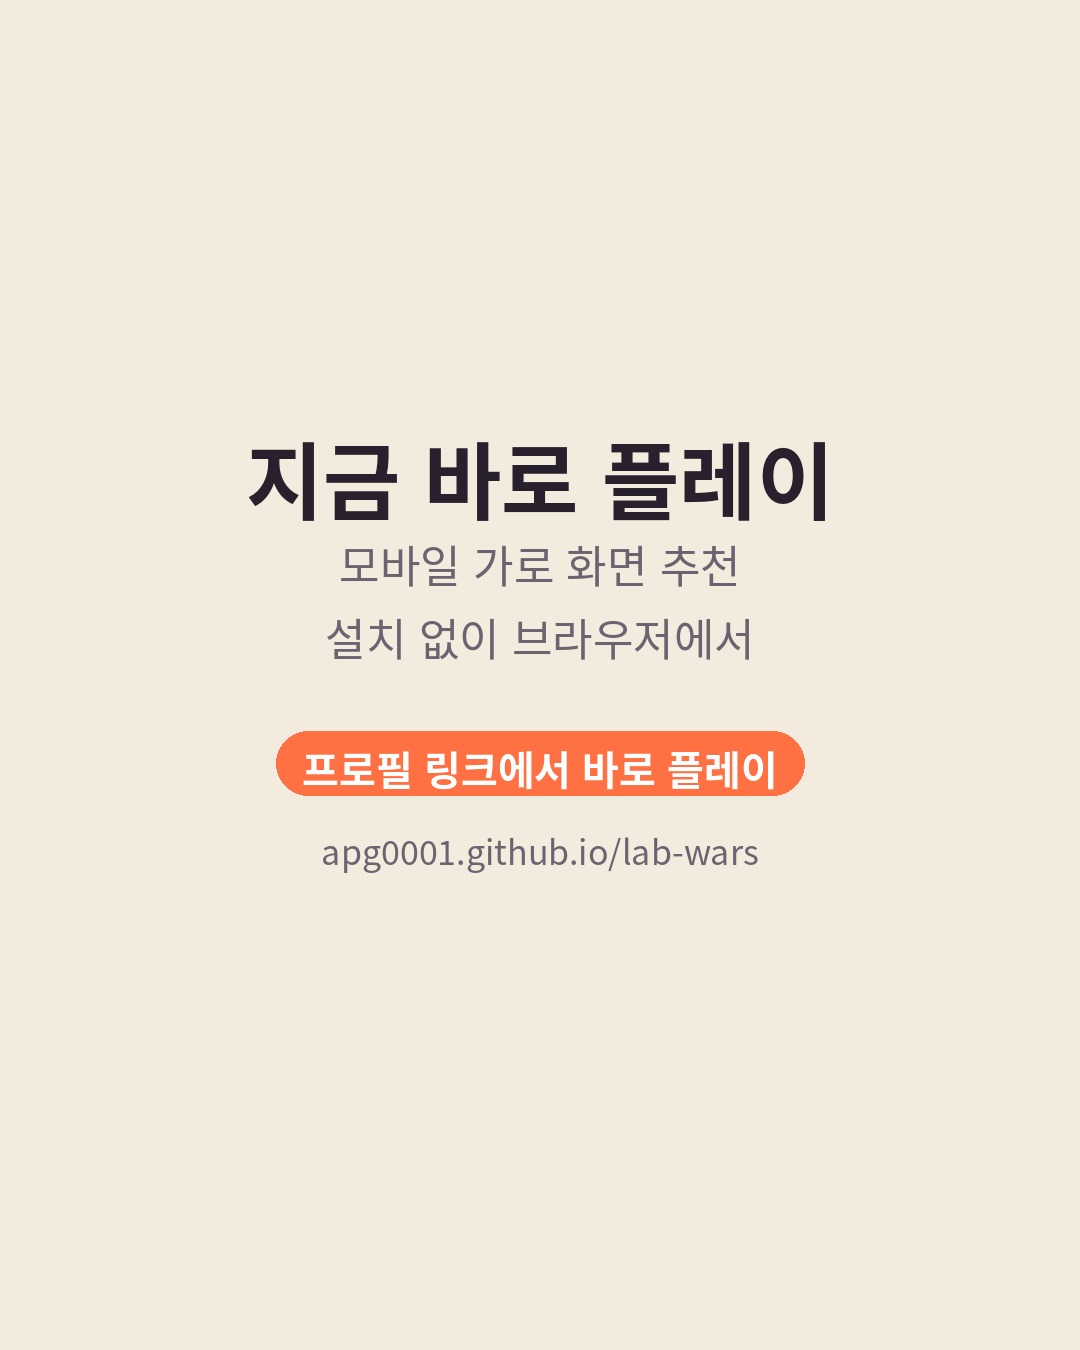 지금 바로 플레이
모바일 가로 화면 추천
설치 없이 브라우저에서
프로필 링크에서 바로 플레이
apg0001.github.io/lab-wars